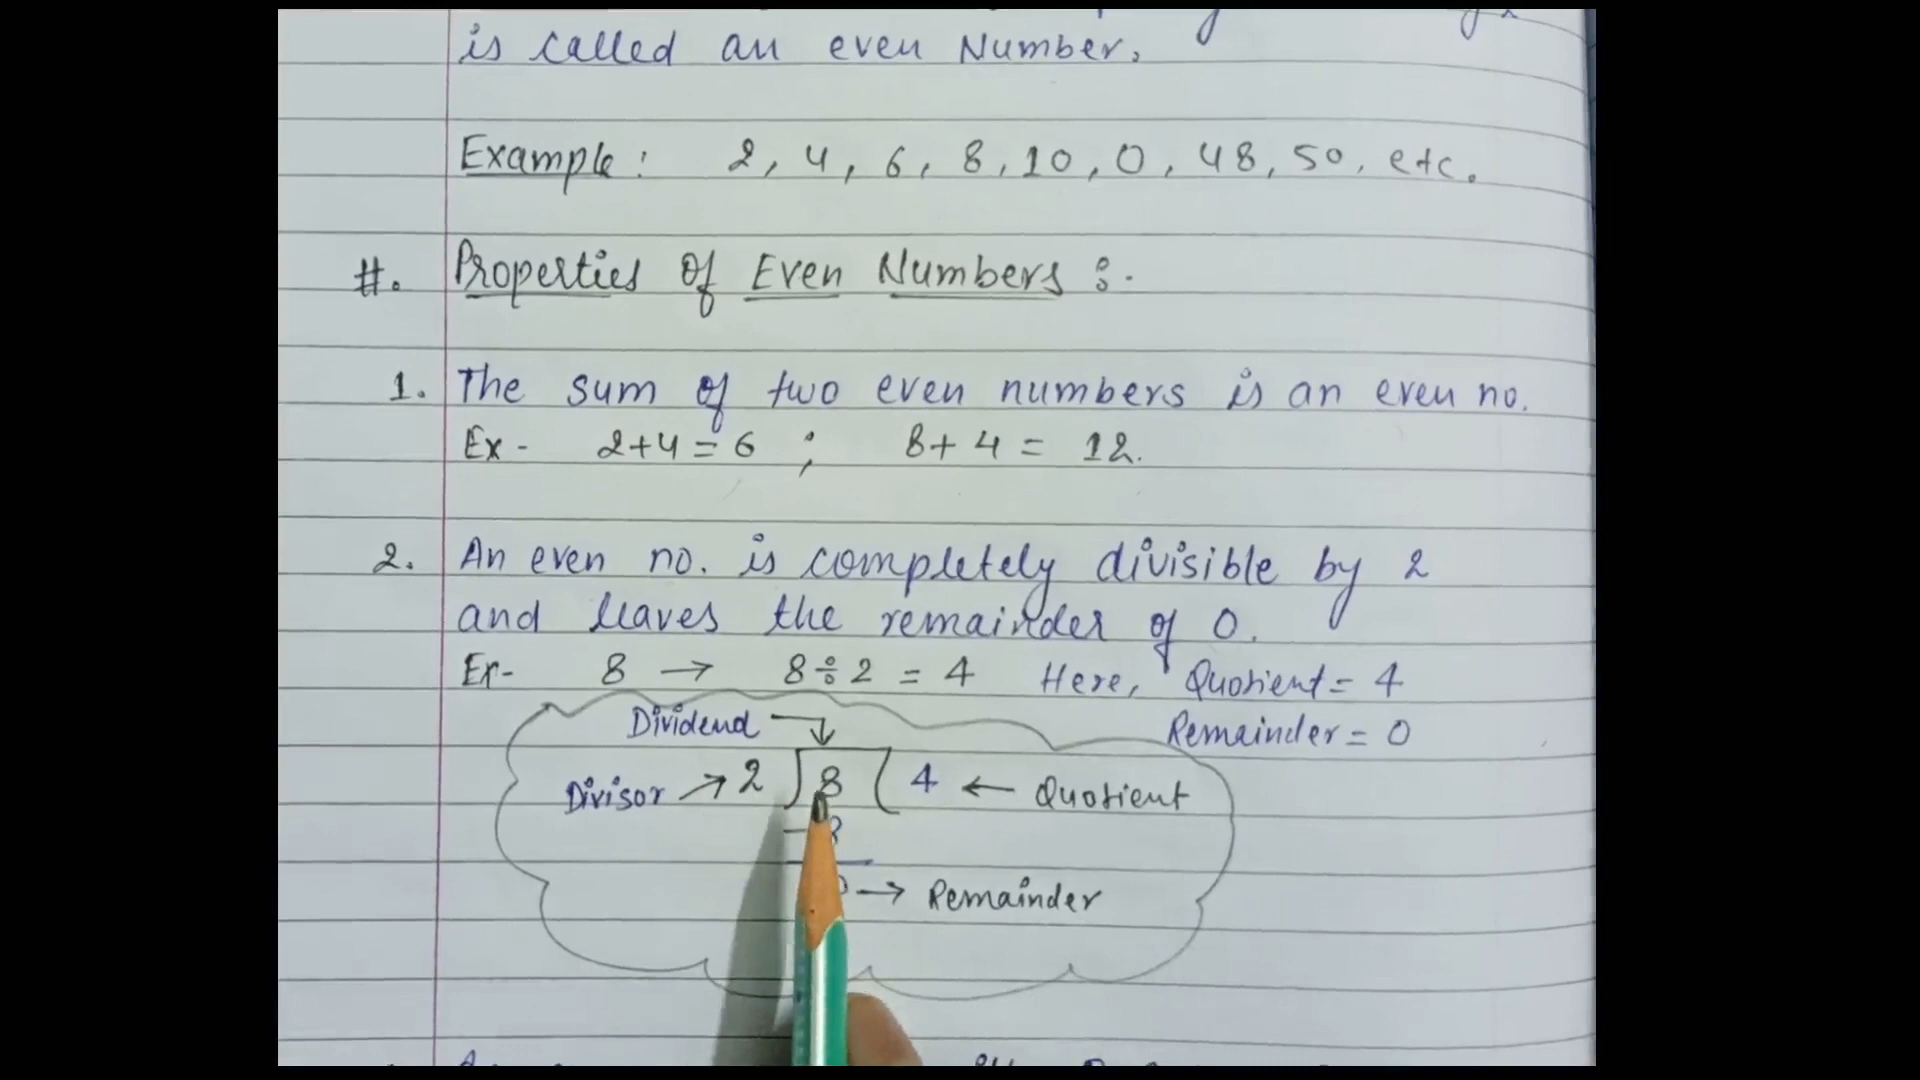 is called an even Number.
Example : 2, 4, 6, 8, 10, 0, 48, 50, etc.
#. Properties Of Even Numbers :-
1. The sum of two even numbers is an even no.
Ex - 2+4=6 ; 8+4 = 12.
2. An even no. is completely divisible by 2
and leaves the remainder of 0.
Ex- 8 → 8÷2 = 4 Here, Quotient = 4
Remainder = 0
Dividend
Divisor → 2 ) 8 ( 4 ← Quotient
-8
0 → Remainder